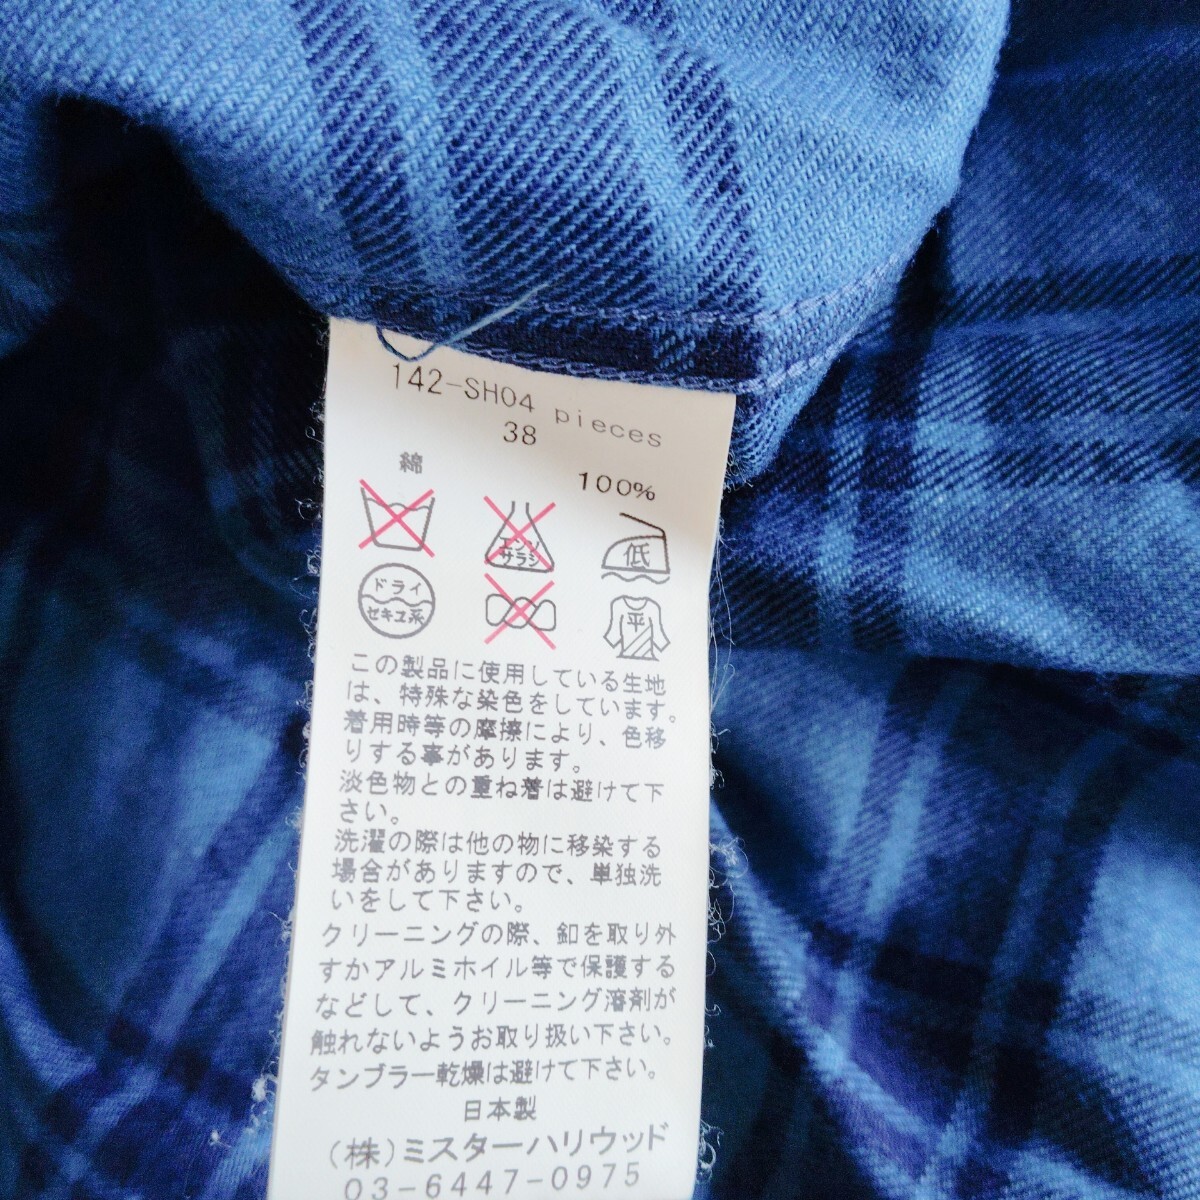 142-SH04 pieces
38
綿 100%
エンソ
サラシ
低
ドライ
セキユ系
平
この製品に使用している生地
は、特殊な染色をしています。
着用時等の摩擦により、色移
りする事があります。
淡色物との重ね着は避けて下
さい。
洗濯の際は他の物に移染する
場合がありますので、単独洗
いをして下さい。
クリーニングの際、釦を取り外
すかアルミホイル等で保護する
などして、クリーニング溶剤が
触れないようお取り扱い下さい。
タンブラー乾燥は避けて下さい。
日本製
(株)ミスターハリウッド
03-6447-0975